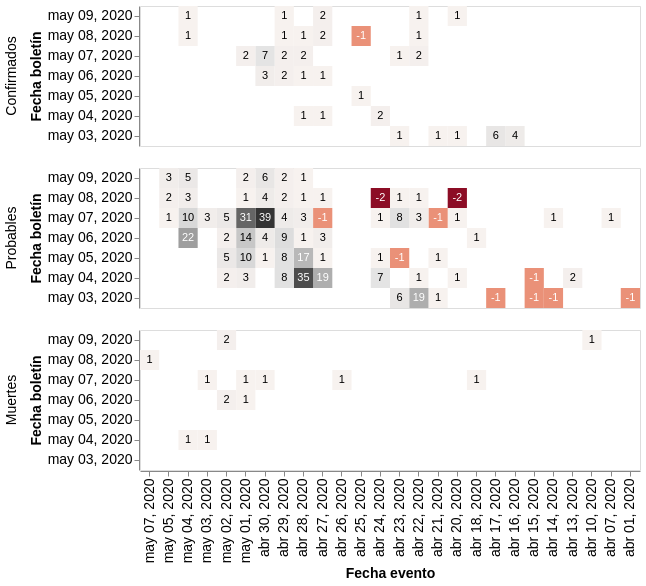 Confirmados
Fecha boletín
may 09, 2020 1 1 2 1 1
may 08, 2020 1 1 1 2 -1 1
may 07, 2020 2 7 2 2 1 2
may 06, 2020 3 2 1 1
may 05, 2020 1
may 04, 2020 1 1 2
may 03, 2020 1 1 1 6 4
Probables
Fecha boletín
may 09, 2020 3 5 2 6 2 1
may 08, 2020 2 3 1 4 2 1 1 -2 1 1 -2
may 07, 2020 1 10 3 5 31 39 4 3 -1 1 8 3 -1 1 1 1
may 06, 2020 22 2 14 4 9 1 3 1
may 05, 2020 5 10 1 8 17 1 1 -1 1
may 04, 2020 2 3 8 35 19 7 1 1 -1 2
may 03, 2020 6 19 1 -1 -1 -1 -1
Muertes
Fecha boletín
may 09, 2020 2 1
may 08, 2020 1
may 07, 2020 1 1 1 1 1
may 06, 2020 2 1
may 05, 2020
may 04, 2020 1 1
may 03, 2020
may 07, 2020
may 05, 2020
may 04, 2020
may 03, 2020
may 02, 2020
may 01, 2020
abr 30, 2020
abr 29, 2020
abr 28, 2020
abr 27, 2020
abr 26, 2020
abr 25, 2020
abr 24, 2020
abr 23, 2020
abr 22, 2020
abr 21, 2020
abr 20, 2020
abr 18, 2020
abr 17, 2020
abr 16, 2020
abr 15, 2020
abr 14, 2020
abr 13, 2020
abr 10, 2020
abr 07, 2020
abr 01, 2020
Fecha evento